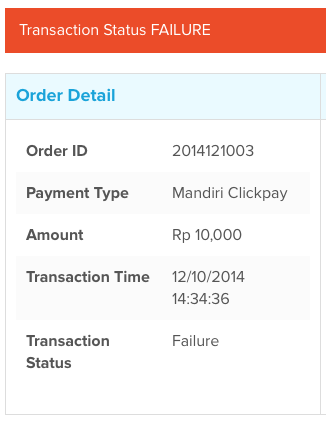 Transaction Status FAILURE
Order Detail
Order ID 2014121003
Payment Type Mandiri Clickpay
Amount Rp 10,000
Transaction Time 12/10/2014
14:34:36
Transaction Failure
Status